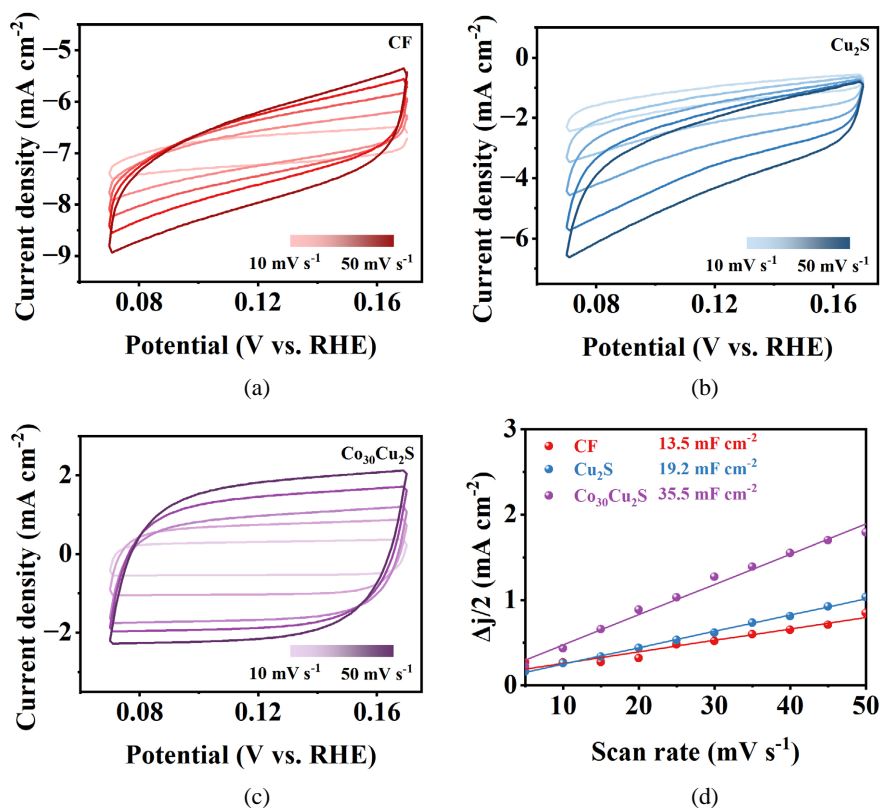 CF
−5
−6
−7
−8
−9
Current density (mA cm⁻²)
10 mV s⁻¹ 50 mV s⁻¹
0.08 0.12 0.16
Potential (V vs. RHE)
(a)
Cu₂S
0
−2
−4
−6
Current density (mA cm⁻²)
10 mV s⁻¹ 50 mV s⁻¹
0.08 0.12 0.16
Potential (V vs. RHE)
(b)
Co₃₀Cu₂S
2
0
−2
Current density (mA cm⁻²)
10 mV s⁻¹ 50 mV s⁻¹
0.08 0.12 0.16
Potential (V vs. RHE)
(c)
3
2
1
0
Δj/2 (mA cm⁻²)
CF 13.5 mF cm⁻²
Cu₂S 19.2 mF cm⁻²
Co₃₀Cu₂S 35.5 mF cm⁻²
10 20 30 40 50
Scan rate (mV s⁻¹)
(d)